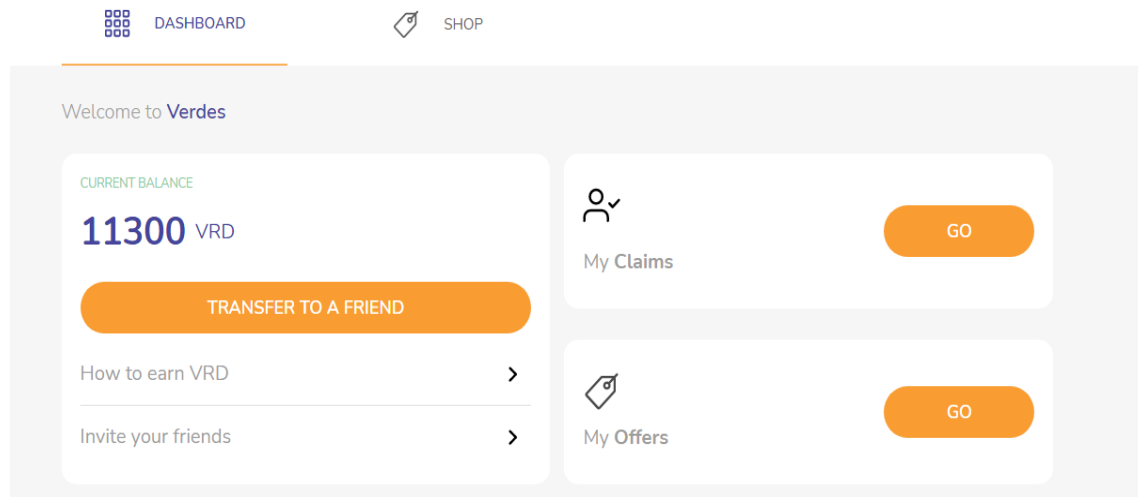 DASHBOARD
SHOP
Welcome to Verdes
CURRENT BALANCE
11300 VRD
TRANSFER TO A FRIEND
How to earn VRD
Invite your friends
My Claims
GO
My Offers
GO